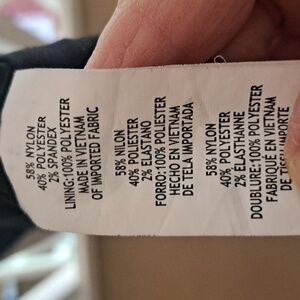 58% NYLON
40% POLYESTER
2% SPANDEX
LINING:100% POLYESTER
MADE IN VIETNAM
OF IMPORTED FABRIC
58% NILON
40% POLIESTER
2% ELASTANO
FORRO:100% POLIESTER
HECHO EN VIETNAM
DE TELA IMPORTADA
58% NYLON
40% POLYESTER
2% ELASTHANNE
DOUBLURE:100% POLYESTER
FABRIQUÉ EN VIETNAM
DE